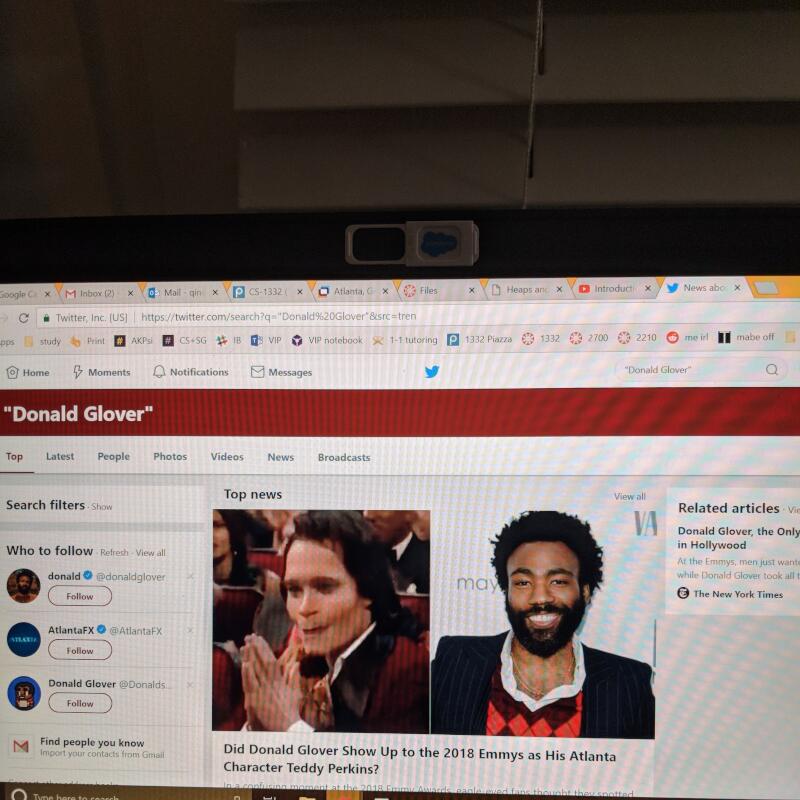 Google Ca
Inbox (2)
Mail - qin
CS-1332 (
Atlanta, G
Files
Heaps and
Introducti
News abo
Twitter, Inc. [US]
https://twitter.com/search?q="Donald%20Glover"&src=tren
pps
study
Print
AKPsi
CS+SG
IB
VIP
VIP notebook
1-1 tutoring
1332 Piazza
1332
2700
2210
me irl
mabe off
Home
Moments
Notifications
Messages
"Donald Glover"
"Donald Glover"
Top
Latest
People
Photos
Videos
News
Broadcasts
Search filters · Show
Who to follow · Refresh · View all
donald @donaldglover
Follow
AtlantaFX @AtlantaFX
Follow
Donald Glover @Donalds...
Follow
Find people you know
Import your contacts from Gmail
Top news
View all
VA
may
Did Donald Glover Show Up to the 2018 Emmys as His Atlanta
Character Teddy Perkins?
In a confusing moment at the 2018 Emmy Awards, eagle-eyed fans thought they spotted
Related articles · Vie
Donald Glover, the Only
in Hollywood
At the Emmys, men just wante
while Donald Glover took all t
The New York Times
Type here to search